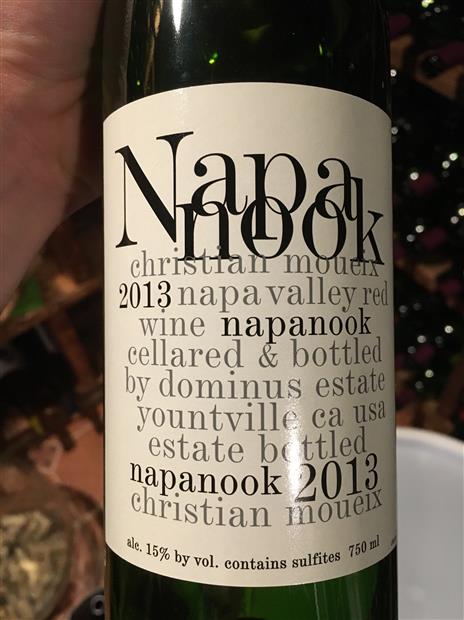 Napa
nook
christian moueix
2013 napa valley red
wine napanook
cellared & bottled
by dominus estate
yountville ca usa
estate bottled
napanook 2013
christian moueix
alc. 15% by vol. contains sulfites 750 ml